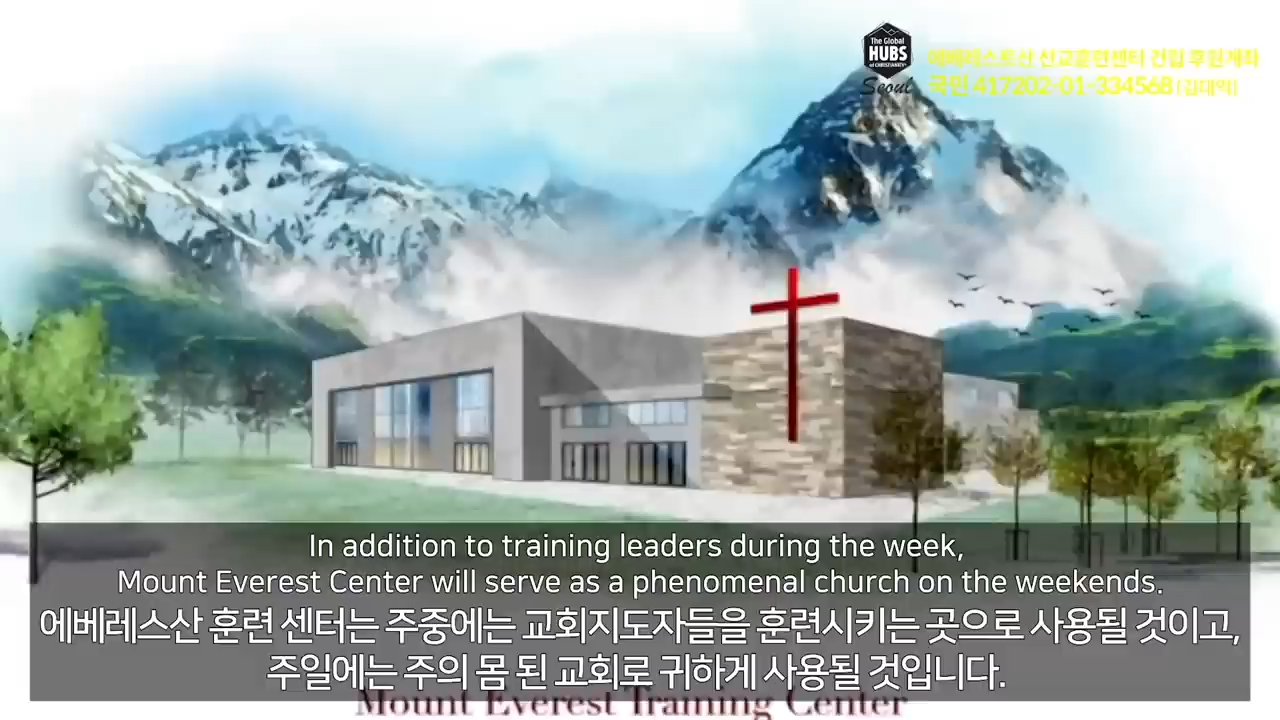 The Global
HUBS
of CHRISTIANITY
Seoul
에베레스트산 선교훈련센터 건립 후원계좌
국민 417202-01-334568 (김대억)
In addition to training leaders during the week,
Mount Everest Center will serve as a phenomenal church on the weekends.
에베레스산 훈련 센터는 주중에는 교회지도자들을 훈련시키는 곳으로 사용될 것이고,
주일에는 주의 몸 된 교회로 귀하게 사용될 것입니다.
Mount Everest Training Center